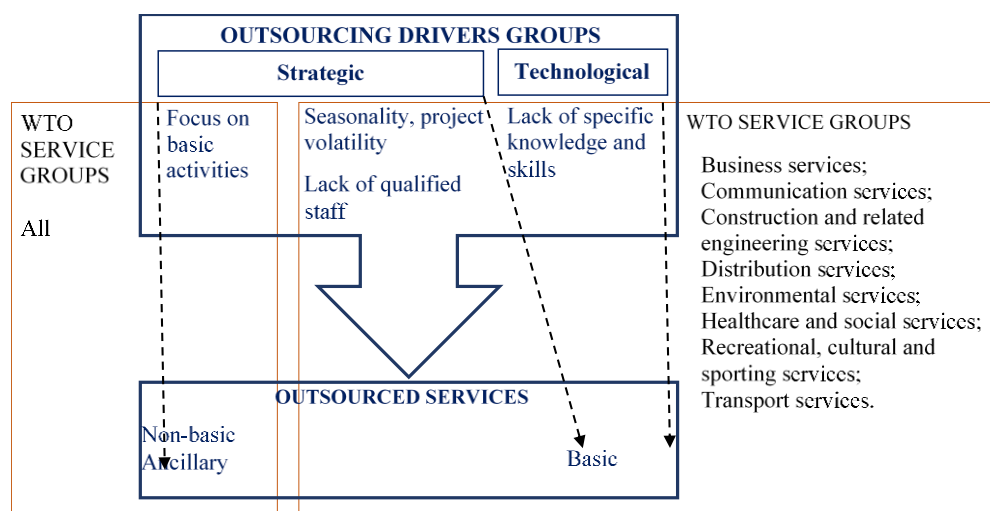 OUTSOURCING DRIVERS GROUPS
Strategic
Technological
WTO
SERVICE
GROUPS
All
Focus on
basic
activities
Seasonality, project
volatility
Lack of qualified
staff
Lack of specific
knowledge and
skills
WTO SERVICE GROUPS
Business services;
Communication services;
Construction and related
engineering services;
Distribution services;
Environmental services;
Healthcare and social services;
Recreational, cultural and
sporting services;
Transport services.
OUTSOURCED SERVICES
Non-basic
Ancillary
Basic